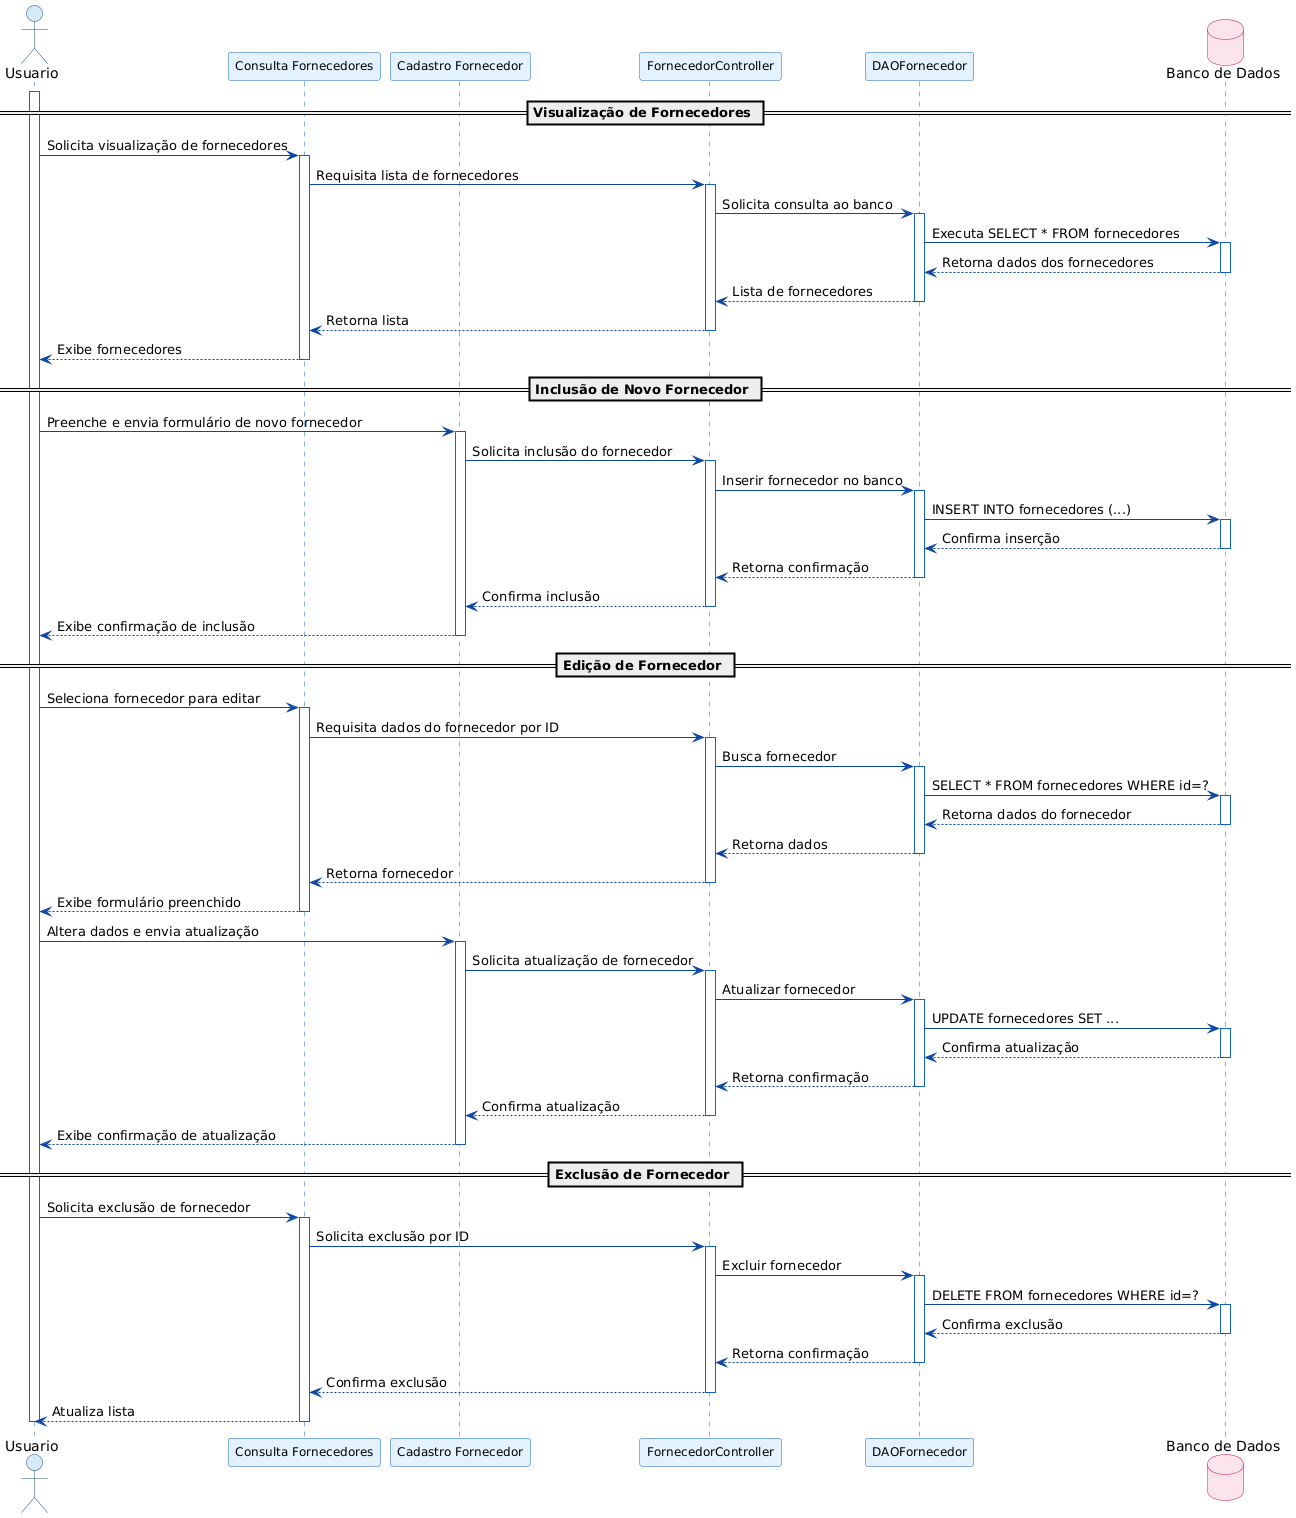 Usuario
Consulta Fornecedores
Cadastro Fornecedor
FornecedorController
DAOFornecedor
Banco de Dados
Visualização de Fornecedores
Solicita visualização de fornecedores
Requisita lista de fornecedores
Solicita consulta ao banco
Executa SELECT * FROM fornecedores
Retorna dados dos fornecedores
Lista de fornecedores
Retorna lista
Exibe fornecedores
Inclusão de Novo Fornecedor
Preenche e envia formulário de novo fornecedor
Solicita inclusão do fornecedor
Inserir fornecedor no banco
INSERT INTO fornecedores (...)
Confirma inserção
Retorna confirmação
Confirma inclusão
Exibe confirmação de inclusão
Edição de Fornecedor
Seleciona fornecedor para editar
Requisita dados do fornecedor por ID
Busca fornecedor
SELECT * FROM fornecedores WHERE id=?
Retorna dados do fornecedor
Retorna dados
Retorna fornecedor
Exibe formulário preenchido
Altera dados e envia atualização
Solicita atualização de fornecedor
Atualizar fornecedor
UPDATE fornecedores SET ...
Confirma atualização
Retorna confirmação
Confirma atualização
Exibe confirmação de atualização
Exclusão de Fornecedor
Solicita exclusão de fornecedor
Solicita exclusão por ID
Excluir fornecedor
DELETE FROM fornecedores WHERE id=?
Confirma exclusão
Retorna confirmação
Confirma exclusão
Atualiza lista
Usuario
Consulta Fornecedores
Cadastro Fornecedor
FornecedorController
DAOFornecedor
Banco de Dados